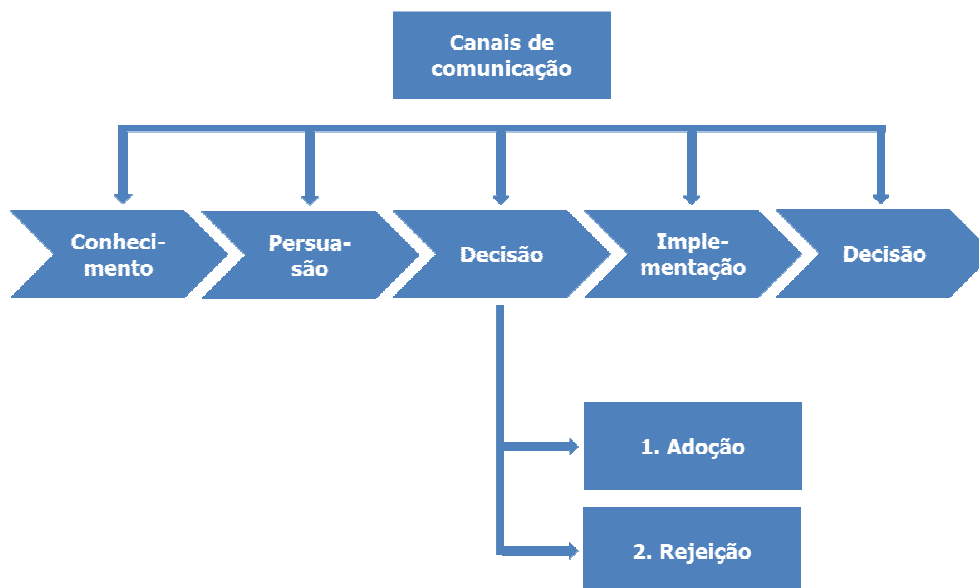 Canais de
comunicação
Conheci-
mento
Persua-
são
Decisão
Imple-
mentação
Decisão
1. Adoção
2. Rejeição